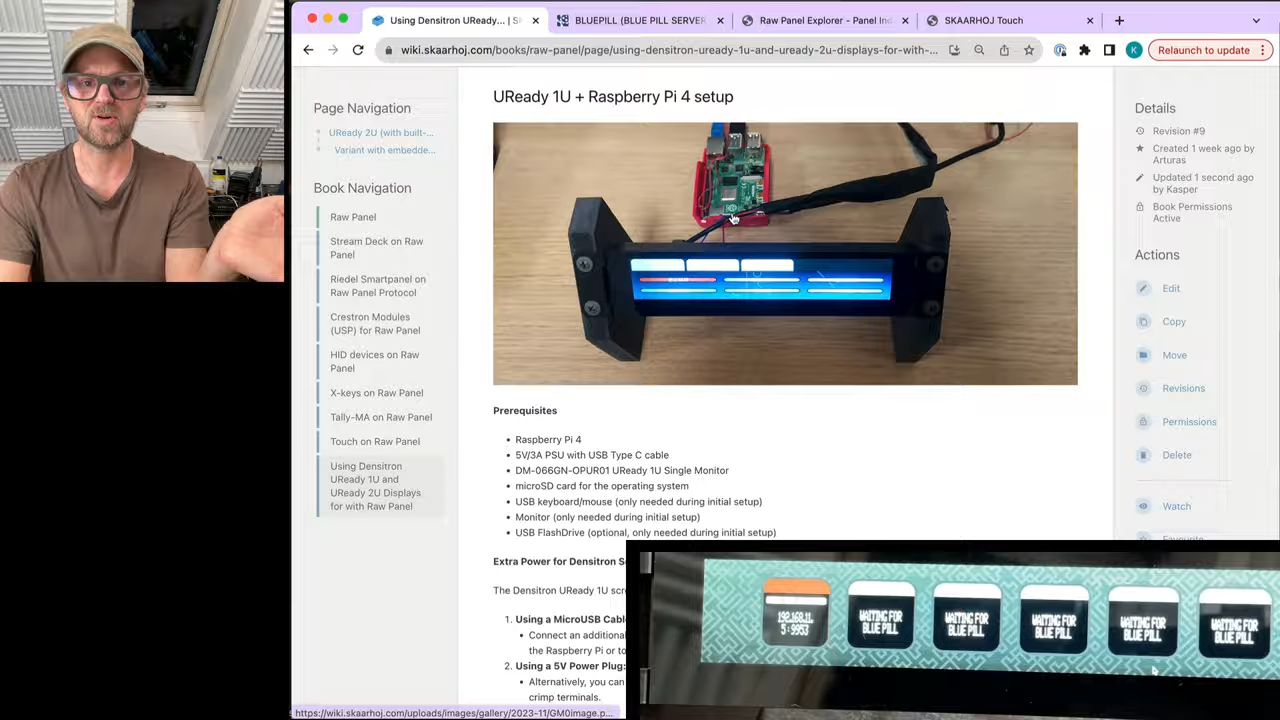 Using Densitron UReady... | S
BLUEPILL (BLUE PILL SERVER
Raw Panel Explorer - Panel Ind
SKAARHOJ Touch
wiki.skaarhoj.com/books/raw-panel/page/using-densitron-uready-1u-and-uready-2u-displays-for-with-...
K
Relaunch to update
Page Navigation
UReady 2U (with built-...
Variant with embedde...
Book Navigation
Raw Panel
Stream Deck on Raw
Panel
Riedel Smartpanel on
Raw Panel Protocol
Crestron Modules
(USP) for Raw Panel
HID devices on Raw
Panel
X-keys on Raw Panel
Tally-MA on Raw Panel
Touch on Raw Panel
Using Densitron
UReady 1U and
UReady 2U Displays
for with Raw Panel
UReady 1U + Raspberry Pi 4 setup
Prerequisites
Raspberry Pi 4
5V/3A PSU with USB Type C cable
DM-066GN-OPUR01 UReady 1U Single Monitor
microSD card for the operating system
USB keyboard/mouse (only needed during initial setup)
Monitor (only needed during initial setup)
USB FlashDrive (optional, only needed during initial setup)
Extra Power for Densitron S
The Densitron UReady 1U scr
1. Using a MicroUSB Cabl
Connect an additional
the Raspberry Pi or to
2. Using a 5V Power Plug:
Alternatively, you can
crimp terminals.
Details
Revision #9
Created 1 week ago by
Arturas
Updated 1 second ago
by Kasper
Book Permissions
Active
Actions
Edit
Copy
Move
Revisions
Permissions
Delete
Watch
Favourite
192.168.11.
5:9953
WAITING FOR
BLUE PILL
WAITING FOR
BLUE PILL
WAITING FOR
BLUE PILL
WAITING FOR
BLUE PILL
WAITING FOR
BLUE PILL
https://wiki.skaarhoj.com/uploads/images/gallery/2023-11/GM0image.p...